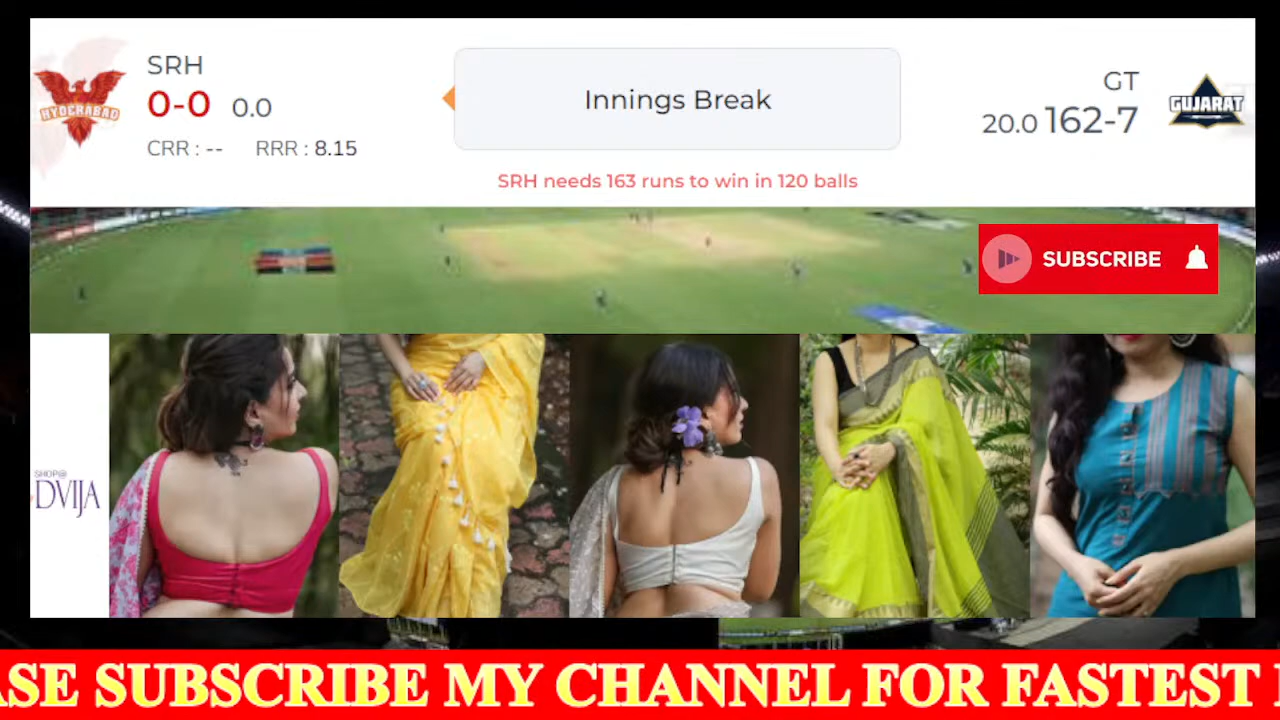 SRH
0-0 0.0
CRR : -- RRR : 8.15
HYDERABAD
Innings Break
SRH needs 163 runs to win in 120 balls
GT
20.0 162-7
GUJARAT
SUBSCRIBE
SHOP@
DVIJA
ASE SUBSCRIBE MY CHANNEL FOR FASTEST